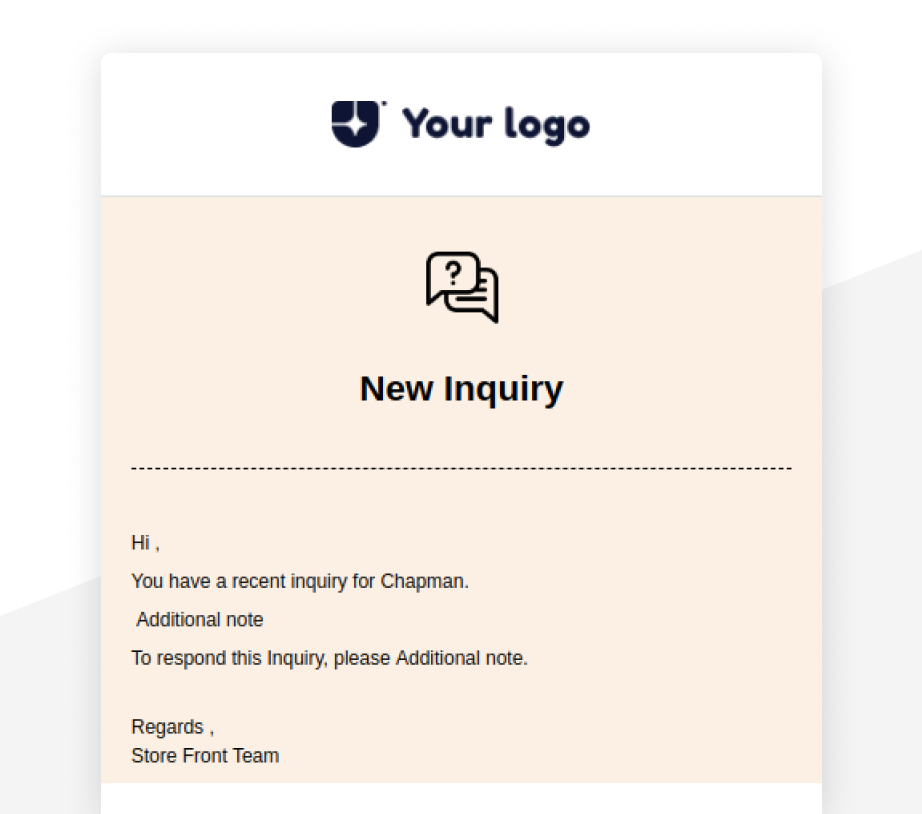 Your logo
?
New Inquiry
Hi ,
You have a recent inquiry for Chapman.
Additional note
To respond this Inquiry, please Additional note.
Regards ,
Store Front Team